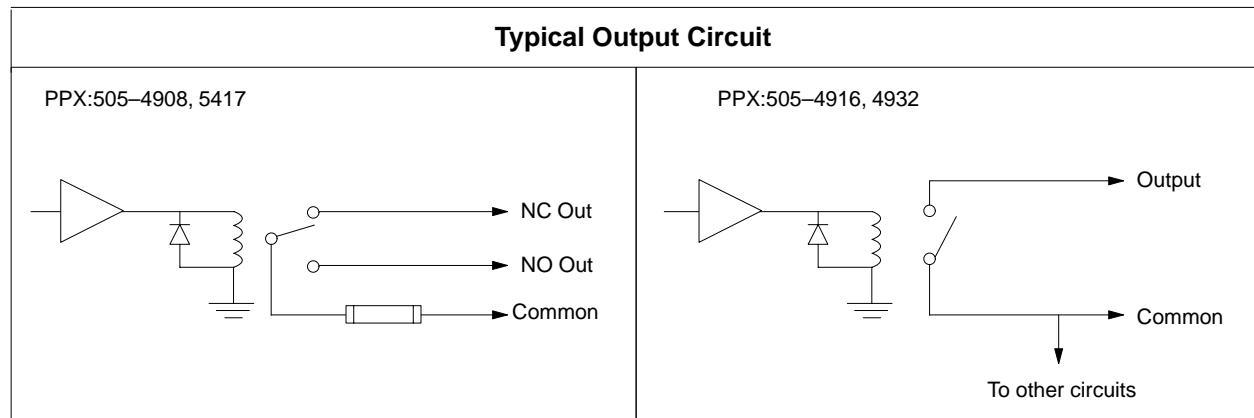 Typical Output Circuit
PPX:505–4908, 5417
NC Out
NO Out
Common
PPX:505–4916, 4932
Output
Common
To other circuits